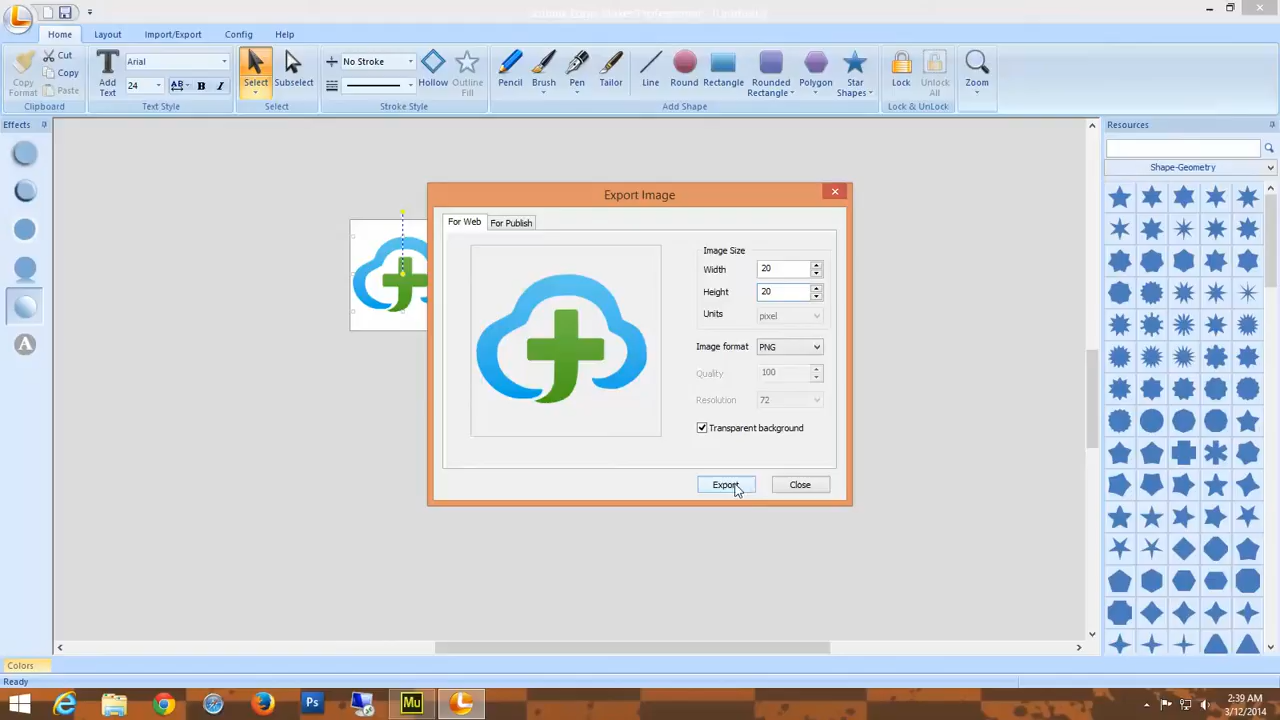 Home Layout Import/Export Config Help
Copy Format Cut Copy Paste
Clipboard
Add Text Arial
24 AB B I
Text Style
Select Subselect
Select
No Stroke
Hollow Outline Fill
Stroke Style
Pencil Brush Pen Tailor Line Round Rectangle Rounded Rectangle Polygon Star Shapes
Add Shape
Lock Unlock All
Lock & UnLock
Zoom
Effects
A
Resources
Shape-Geometry
Export Image
For Web For Publish
Image Size
Width 20
Height 20
Units pixel
Image format PNG
Quality 100
Resolution 72
Transparent background
Export Close
Colors
Ready
Ps Mu
2:39 AM
3/12/2014